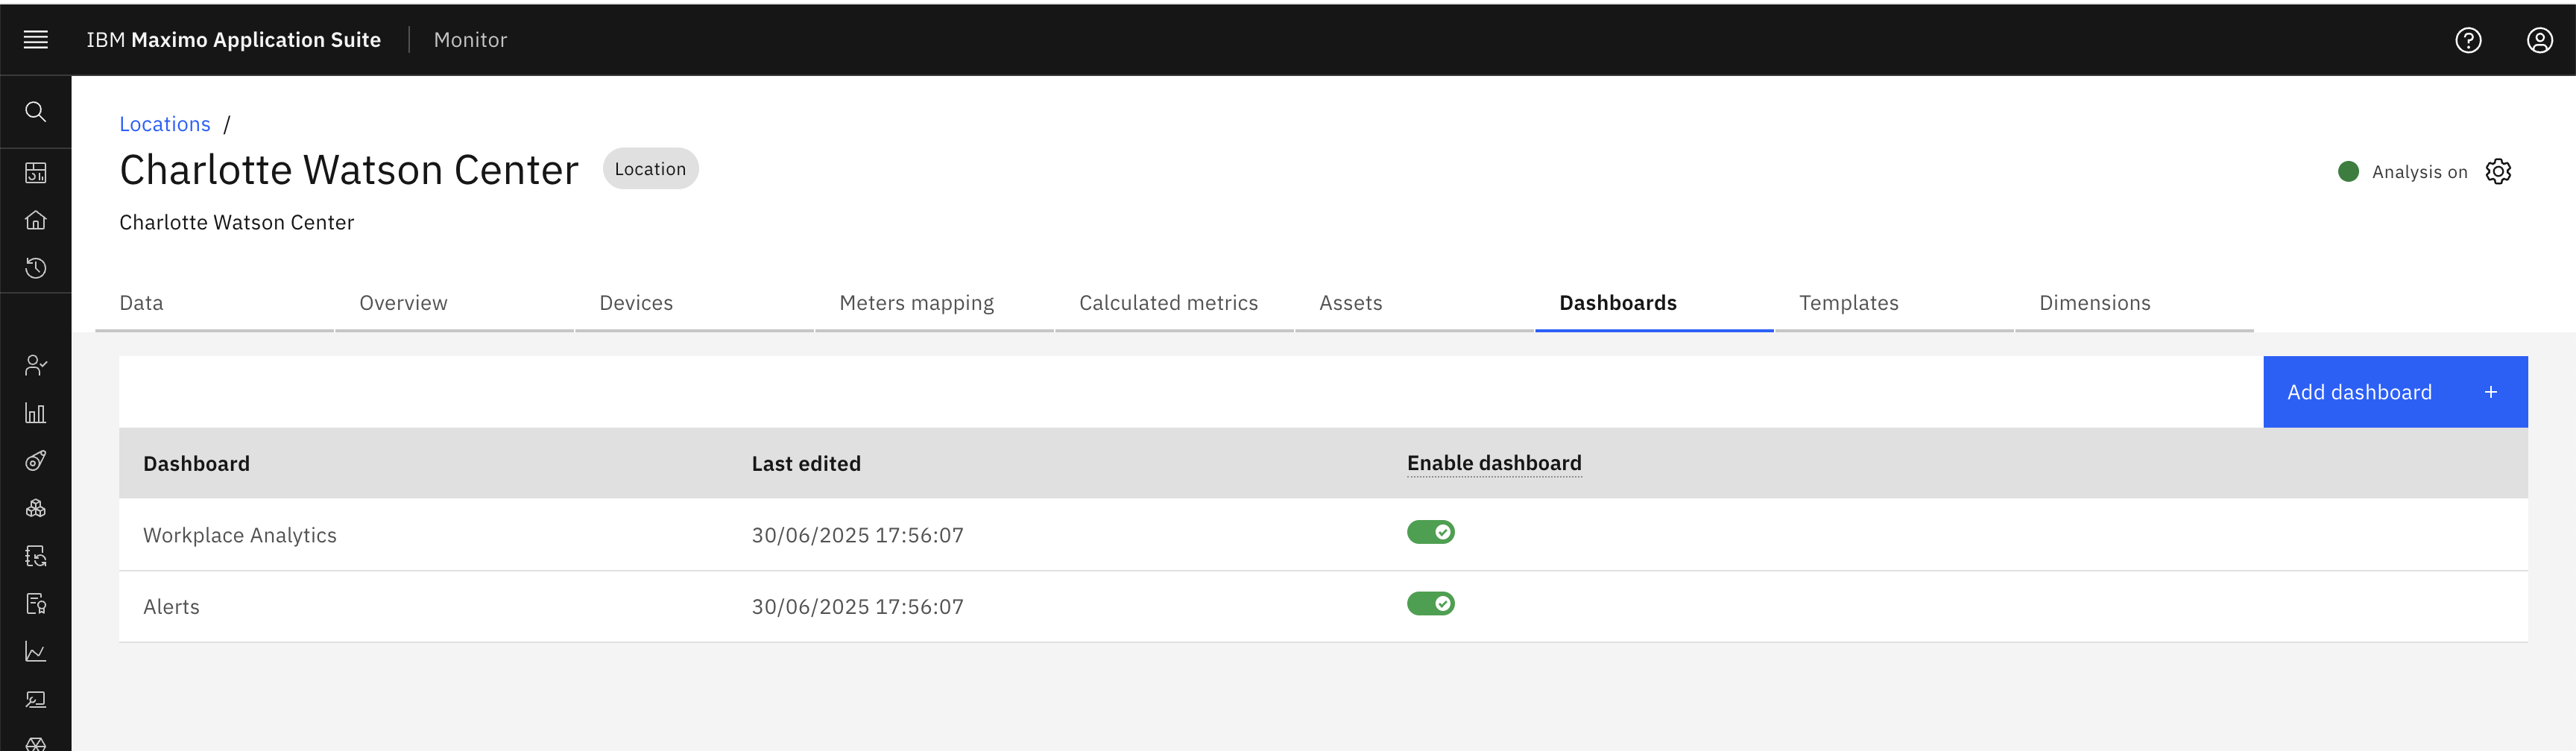 IBM Maximo Application Suite Monitor
Locations /
Charlotte Watson Center Location
Analysis on
Charlotte Watson Center
Data Overview Devices Meters mapping Calculated metrics Assets Dashboards Templates Dimensions
Add dashboard +
Dashboard Last edited Enable dashboard
Workplace Analytics 30/06/2025 17:56:07
Alerts 30/06/2025 17:56:07